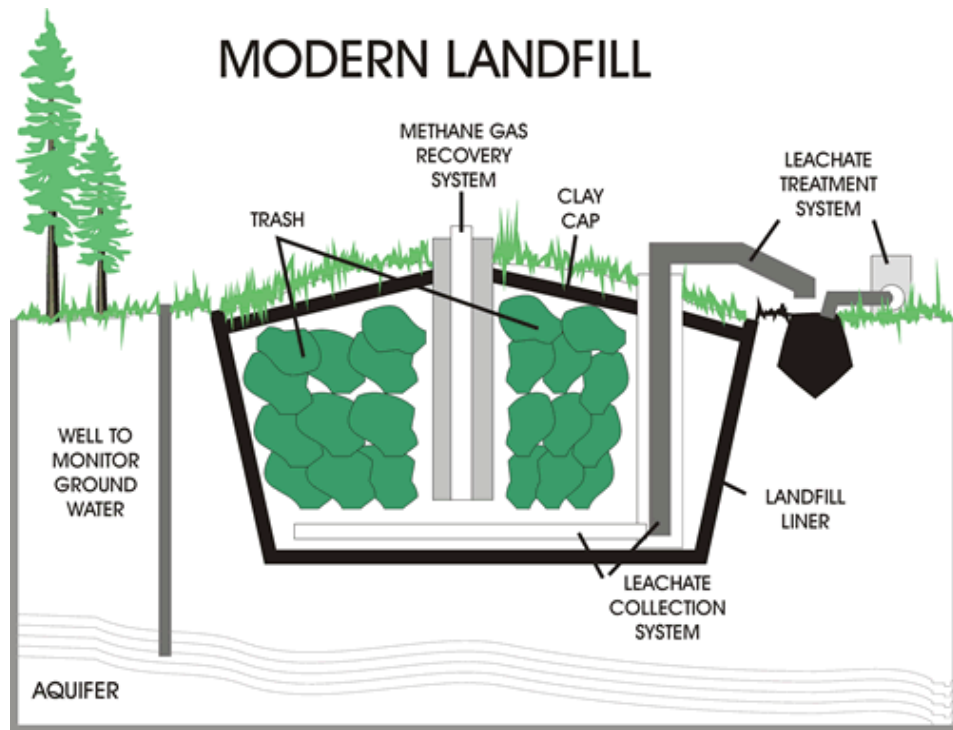 MODERN LANDFILL
METHANE GAS
RECOVERY
SYSTEM
LEACHATE
TREATMENT
SYSTEM
CLAY
CAP
TRASH
WELL TO
MONITOR
GROUND
WATER
LANDFILL
LINER
LEACHATE
COLLECTION
SYSTEM
AQUIFER